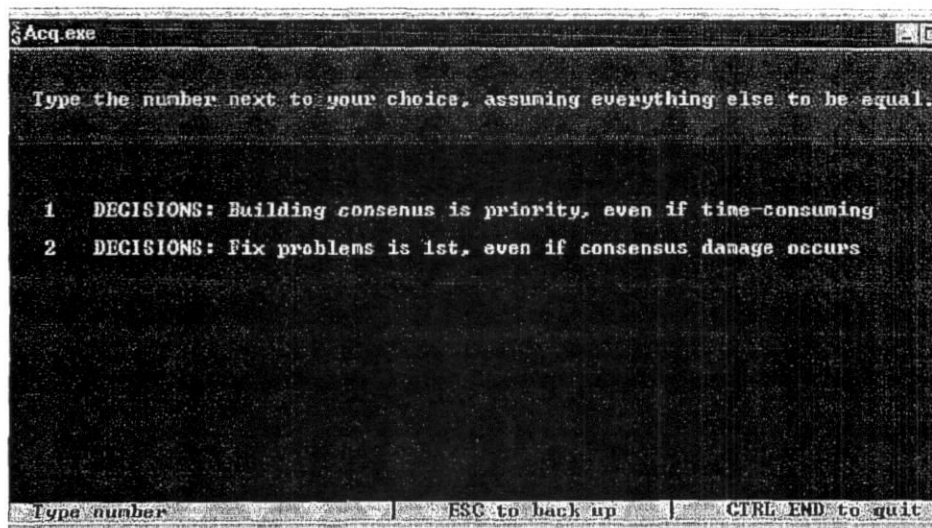 Acq.exe
Type the number next to your choice, assuming everything else to be equal.
1 DECISIONS: Building consenus is priority, even if time-consuming
2 DECISIONS: Fix problems is 1st, even if consensus damage occurs
Type number | ESC to back up | CTRL END to quit